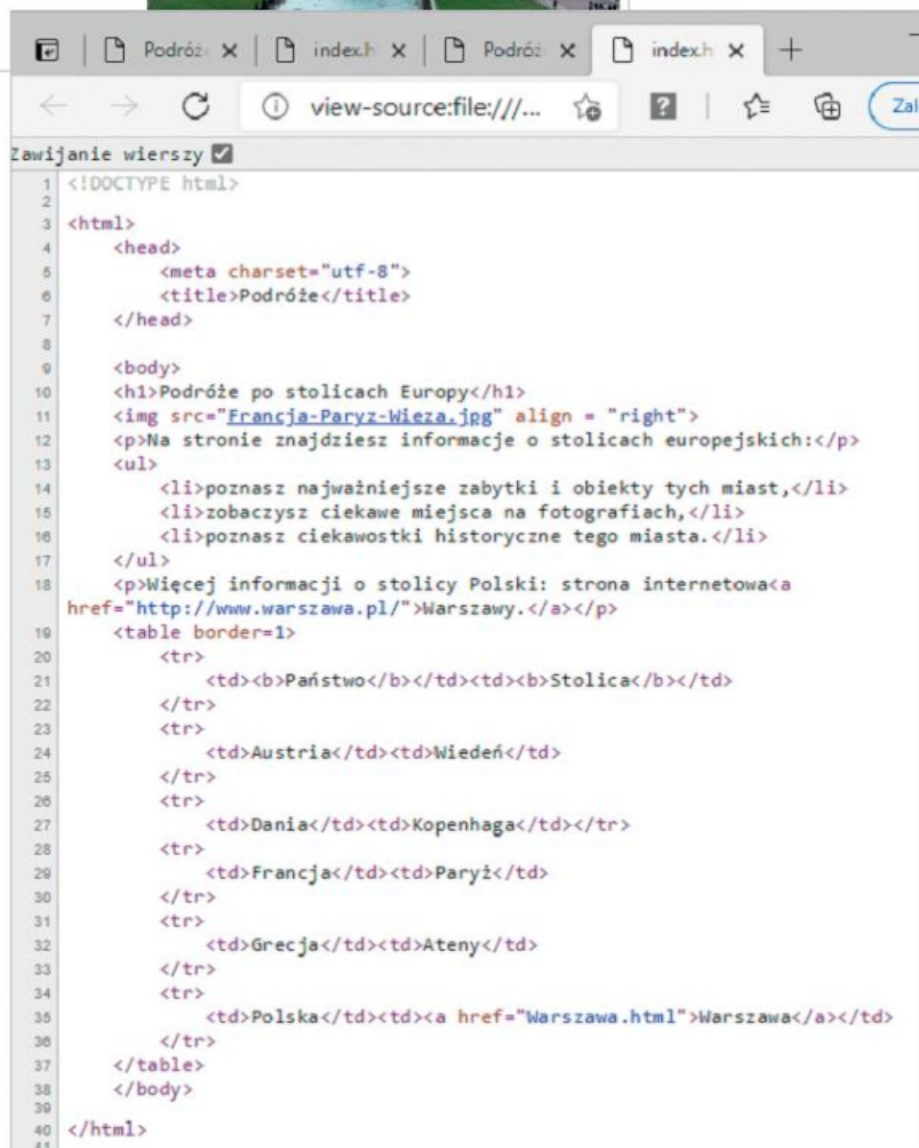 Podróż index.h Podróż index.h
view-source:file:///... Zal
Zawijanie wierszy
1 <!DOCTYPE html>
2
3 <html>
4 <head>
5 <meta charset="utf-8">
6 <title>Podróże</title>
7 </head>
8
9 <body>
10 <h1>Podróże po stolicach Europy</h1>
11 <img src="Francja-Paryz-Wieza.jpg" align = "right">
12 <p>Na stronie znajdziesz informacje o stolicach europejskich:</p>
13 <ul>
14 <li>poznasz najważniejsze zabytki i obiekty tych miast,</li>
15 <li>zobaczysz ciekawe miejsca na fotografiach,</li>
16 <li>poznasz ciekawostki historyczne tego miasta.</li>
17 </ul>
18 <p>Więcej informacji o stolicy Polski: strona internetowa<a
href="http://www.warszawa.pl/">Warszawy.</a></p>
19 <table border=1>
20 <tr>
21 <td><b>Państwo</b></td><td><b>Stolica</b></td>
22 </tr>
23 <tr>
24 <td>Austria</td><td>Wiedeń</td>
25 </tr>
26 <tr>
27 <td>Dania</td><td>Kopenhaga</td></tr>
28 <tr>
29 <td>Francja</td><td>Paryż</td>
30 </tr>
31 <tr>
32 <td>Grecja</td><td>Ateny</td>
33 </tr>
34 <tr>
35 <td>Polska</td><td><a href="Warszawa.html">Warszawa</a></td>
36 </tr>
37 </table>
38 </body>
39
40 </html>
41